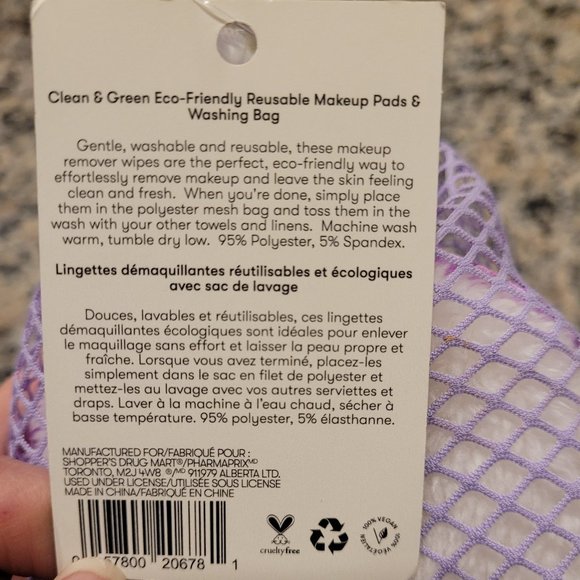 Clean & Green Eco-Friendly Reusable Makeup Pads &
Washing Bag
Gentle, washable and reusable, these makeup
remover wipes are the perfect, eco-friendly way to
effortlessly remove makeup and leave the skin feeling
clean and fresh. When you're done, simply place
them in the polyester mesh bag and toss them in the
wash with your other towels and linens. Machine wash
warm, tumble dry low. 95% Polyester, 5% Spandex.
Lingettes démaquillantes réutilisables et écologiques
avec sac de lavage
Douces, lavables et réutilisables, ces lingettes
démaquillantes écologiques sont idéales pour enlever
le maquillage sans effort et laisser la peau propre et
fraîche. Lorsque vous avez terminé, placez-les
simplement dans le sac en filet de polyester et
mettez-les au lavage avec vos autres serviettes et
draps. Laver à la machine à l'eau chaud, sécher à
basse température. 95% polyester, 5% élasthanne.
MANUFACTURED FOR/FABRIQUÉ POUR :
SHOPPER'S DRUG MART®/PHARMAPRIX MD
TORONTO, M2J 4W8 ®/MD 911979 ALBERTA LTD.
USED UNDER LICENSE/UTILISÉE SOUS LICENSE
MADE IN CHINA/FABRIQUÉ EN CHINE
57800 20678 1
crueltyfree
100% VEGAN
100% VEGETALIEN